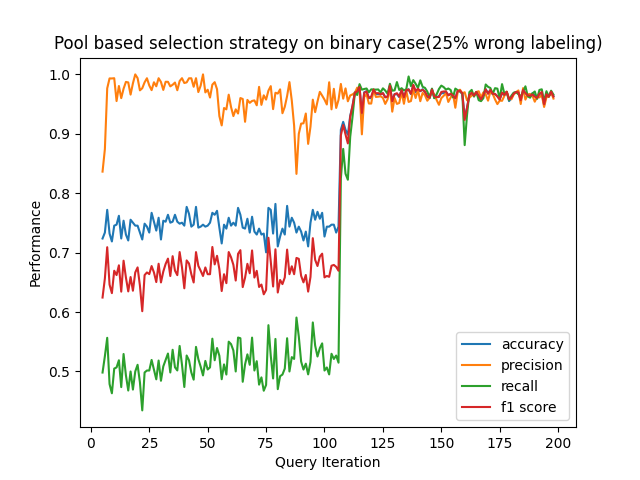 Pool based selection strategy on binary case(25% wrong labeling)
1.0
0.9
0.8
0.7
0.6
0.5
Performance
0
25
50
75
100
125
150
175
200
Query Iteration
accuracy
precision
recall
f1 score